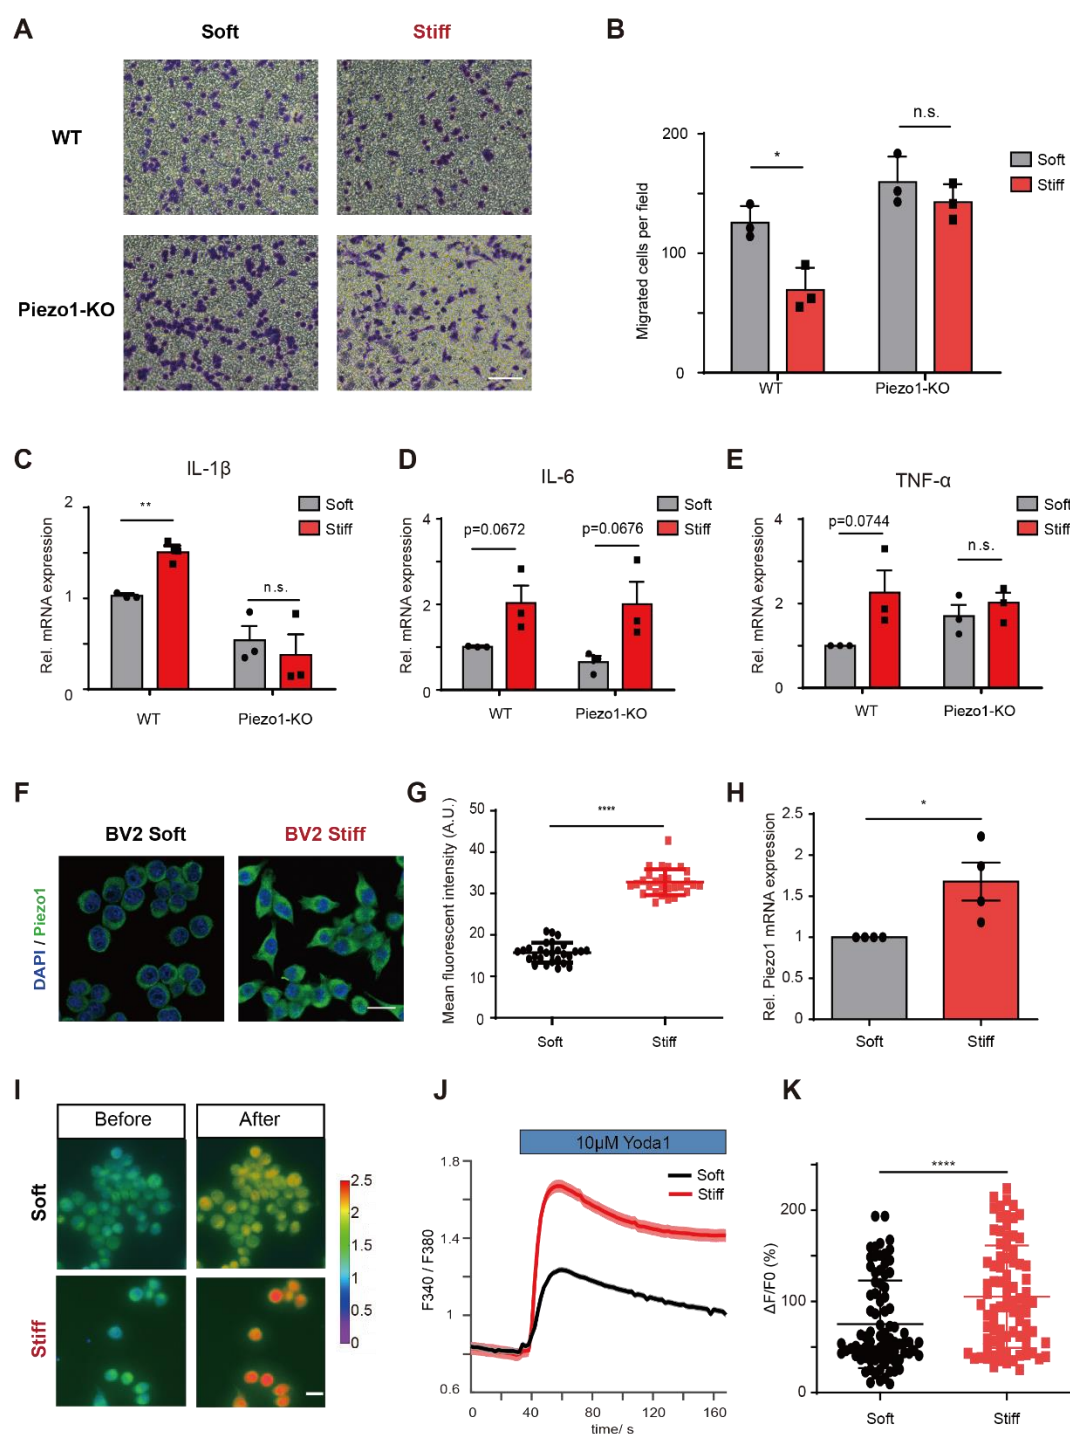 A
Soft
Stiff
WT
Piezo1-KO
B
Migrated cells per field
200
100
0
n.s.
*
Soft
Stiff
WT
Piezo1-KO
C
IL-1β
Rel. mRNA expression
2
1
0
**
n.s.
Soft
Stiff
WT
Piezo1-KO
D
IL-6
Rel. mRNA expression
4
2
0
p=0.0672
p=0.0676
Soft
Stiff
WT
Piezo1-KO
E
TNF-α
Rel. mRNA expression
4
2
0
p=0.0744
n.s.
Soft
Stiff
WT
Piezo1-KO
F
BV2 Soft
BV2 Stiff
DAPI / Piezo1
G
Mean fluorescent intensity (A.U.)
50
40
30
20
10
0
****
Soft
Stiff
H
Rel. Piezo1 mRNA expression
2.5
2.0
1.5
1.0
0.5
0
*
Soft
Stiff
I
Before
After
Soft
Stiff
2.5
2
1.5
1
0.5
0
J
10µM Yoda1
F340 / F380
1.8
1.4
1
0.6
Soft
Stiff
0
40
80
120
160
time/ s
K
ΔF/F0 (%)
200
100
0
****
Soft
Stiff